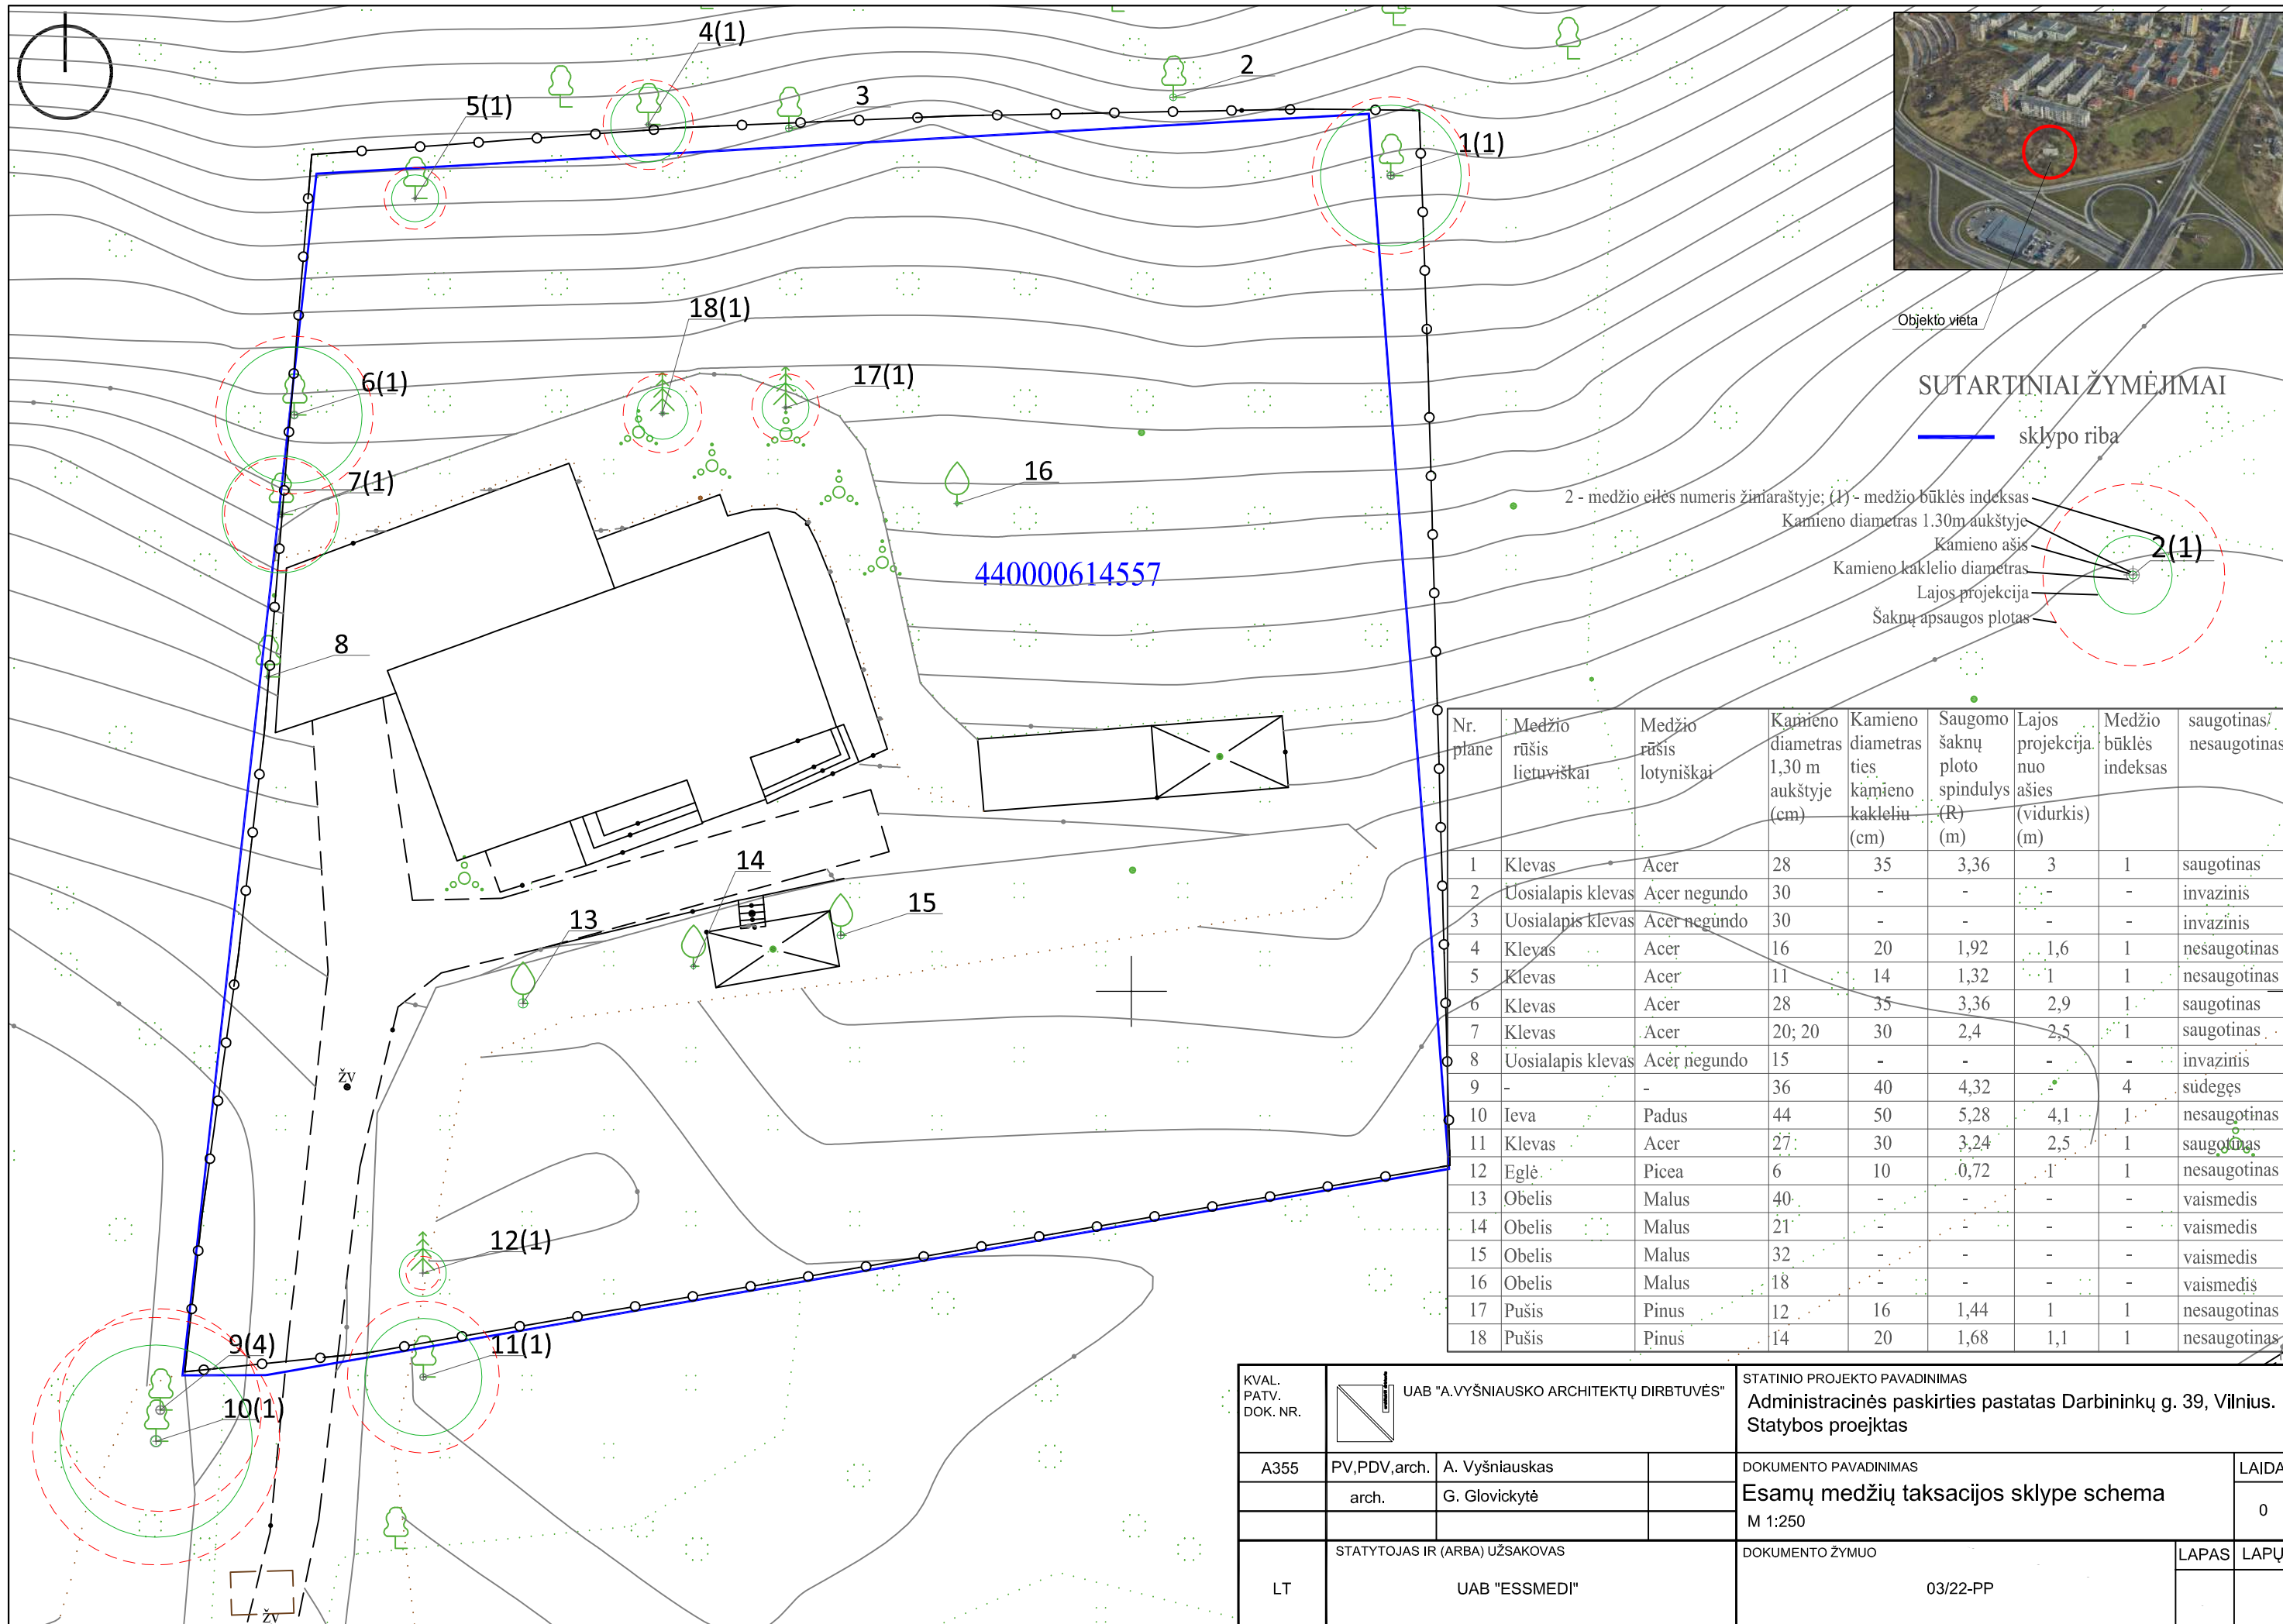 4(1)
2
3
5(1)
1(1)
Objekto vieta
18(1)
17(1)
6(1)
SUTARTINIAI ŽYMĖJIMAI
sklypo riba
16
7(1)
2 - medžio eilės numeris žiniaraštyje; (1) - medžio būklės indeksas
Kamieno diametras 1.30m aukštyje
Kamieno ašis
2(1)
Kamieno kaklelio diametras
Lajos projekcija
Šaknų apsaugos plotas
440000614557
8
14
15
13
žv
12(1)
9(4)
11(1)
10(1)
žv
Nr. plane | Medžio rūšis lietuviškai | Medžio rūšis lotyniškai | Kamieno diametras 1,30 m aukštyje (cm) | Kamieno diametras ties kamieno kakleliu (cm) | Saugomo šaknų ploto spindulys (R) (m) | Lajos projekcija nuo ašies (vidurkis) (m) | Medžio būklės indeksas | saugotinas/ nesaugotinas
1 Klevas Acer 28 35 3,36 3 1 saugotinas
2 Uosialapis klevas Acer negundo 30 - - - - invazinis
3 Uosialapis klevas Acer negundo 30 - - - - invazinis
4 Klevas Acer 16 20 1,92 1,6 1 nesaugotinas
5 Klevas Acer 11 14 1,32 1 1 nesaugotinas
6 Klevas Acer 28 35 3,36 2,9 1 saugotinas
7 Klevas Acer 20; 20 30 2,4 2,5 1 saugotinas
8 Uosialapis klevas Acer negundo 15 - - - - invazinis
9 - - 36 40 4,32 - 4 sudegęs
10 Ieva Padus 44 50 5,28 4,1 1 nesaugotinas
11 Klevas Acer 27 30 3,24 2,5 1 saugotinas
12 Eglė Picea 6 10 0,72 1 1 nesaugotinas
13 Obelis Malus 40 - - - - vaismedis
14 Obelis Malus 21 - - - - vaismedis
15 Obelis Malus 32 - - - - vaismedis
16 Obelis Malus 18 - - - - vaismedis
17 Pušis Pinus 12 16 1,44 1 1 nesaugotinas
18 Pušis Pinus 14 20 1,68 1,1 1 nesaugotinas
KVAL. PATV. DOK. NR.
UAB "A.VYŠNIAUSKO ARCHITEKTŲ DIRBTUVĖS"
STATINIO PROJEKTO PAVADINIMAS
Administracinės paskirties pastatas Darbininkų g. 39, Vilnius.
Statybos proejktas
A355 PV,PDV,arch. A. Vyšniauskas
arch. G. Glovickytė
DOKUMENTO PAVADINIMAS
LAIDA
Esamų medžių taksacijos sklype schema
M 1:250
0
STATYTOJAS IR (ARBA) UŽSAKOVAS
LT
UAB "ESSMEDI"
DOKUMENTO ŽYMUO
03/22-PP
LAPAS
LAPŲ